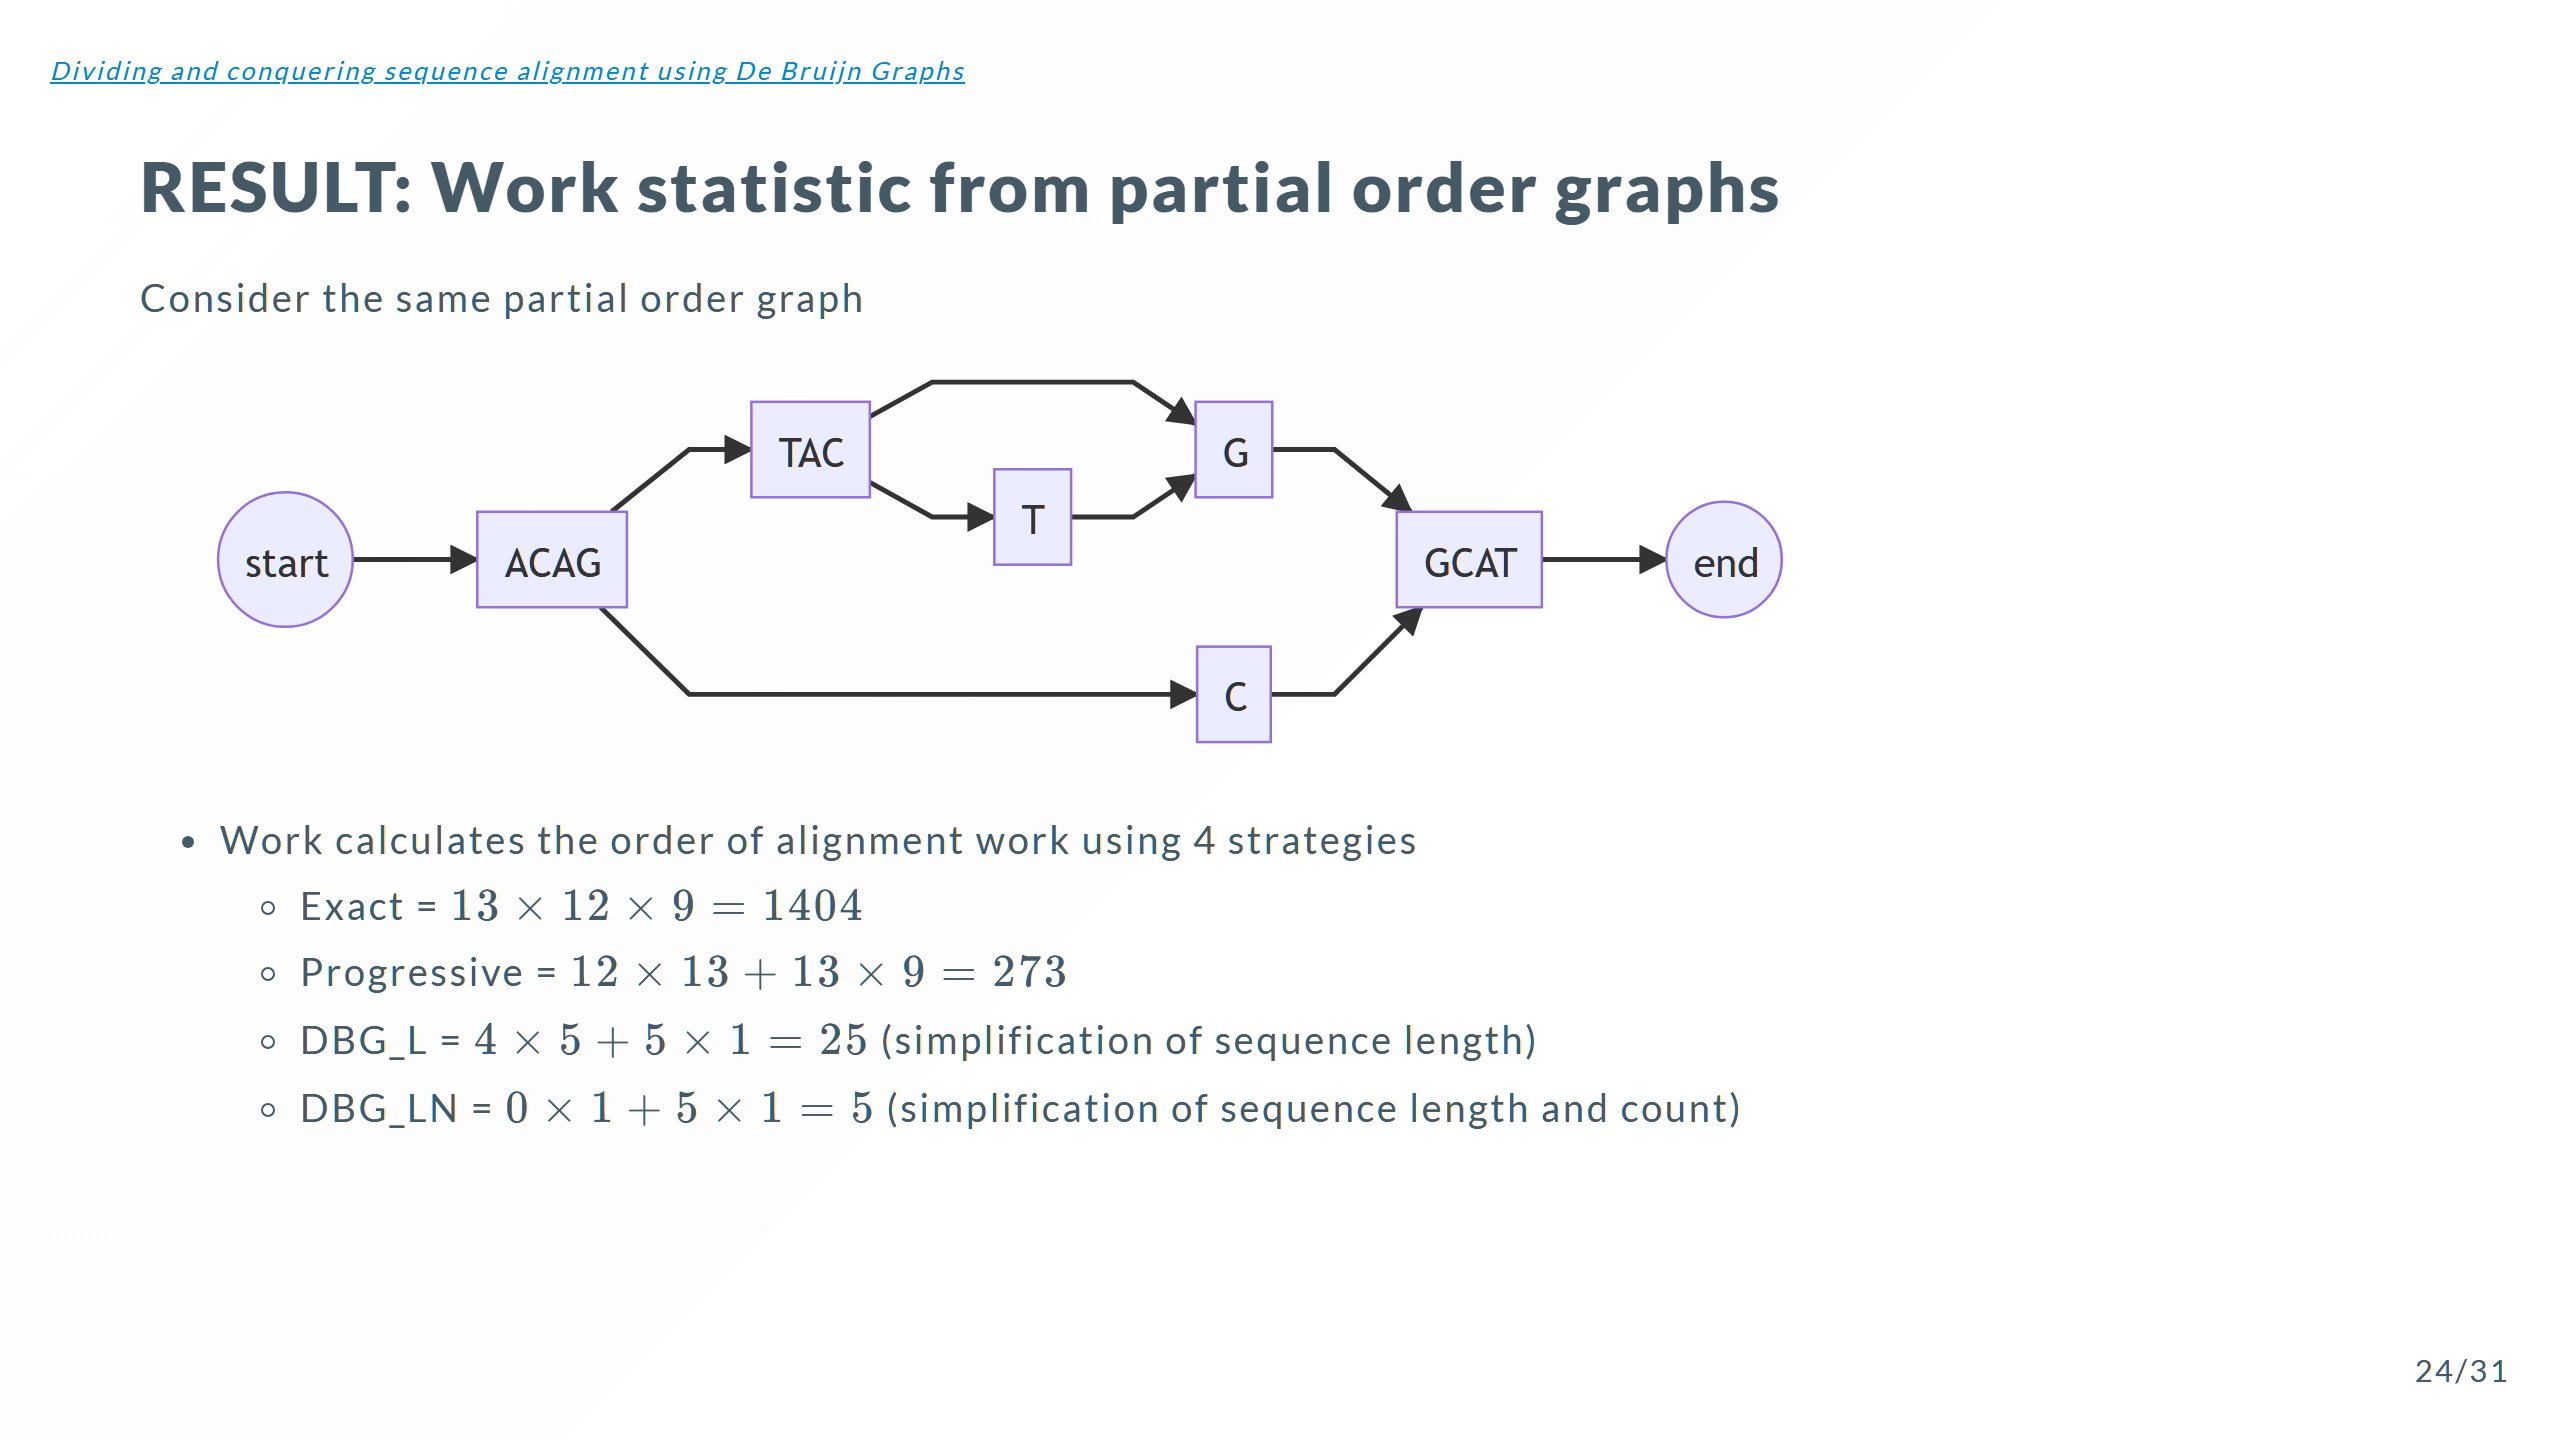 Dividing and conquering sequence alignment using De Bruijn Graphs
RESULT: Work statistic from partial order graphs
Consider the same partial order graph
start
ACAG
TAC
T
G
C
GCAT
end
• Work calculates the order of alignment work using 4 strategies
◦ Exact = 13 × 12 × 9 = 1404
◦ Progressive = 12 × 13 + 13 × 9 = 273
◦ DBG_L = 4 × 5 + 5 × 1 = 25 (simplification of sequence length)
◦ DBG_LN = 0 × 1 + 5 × 1 = 5 (simplification of sequence length and count)
24/31